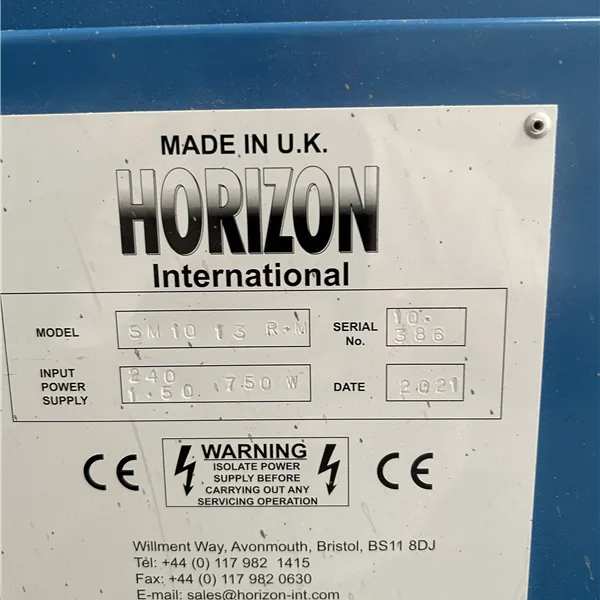 MADE IN U.K.
HORIZON
International
MODEL SM10 13 R·M SERIAL No. 10· 386
INPUT POWER SUPPLY 240 1·50 750 W DATE 2021
CE
WARNING
ISOLATE POWER
SUPPLY BEFORE
CARRYING OUT ANY
SERVICING OPERATION
CE
Willment Way, Avonmouth, Bristol, BS11 8DJ
Tel: +44 (0) 117 982 1415
Fax: +44 (0) 117 982 0630
E-mail: sales@horizon-int.com